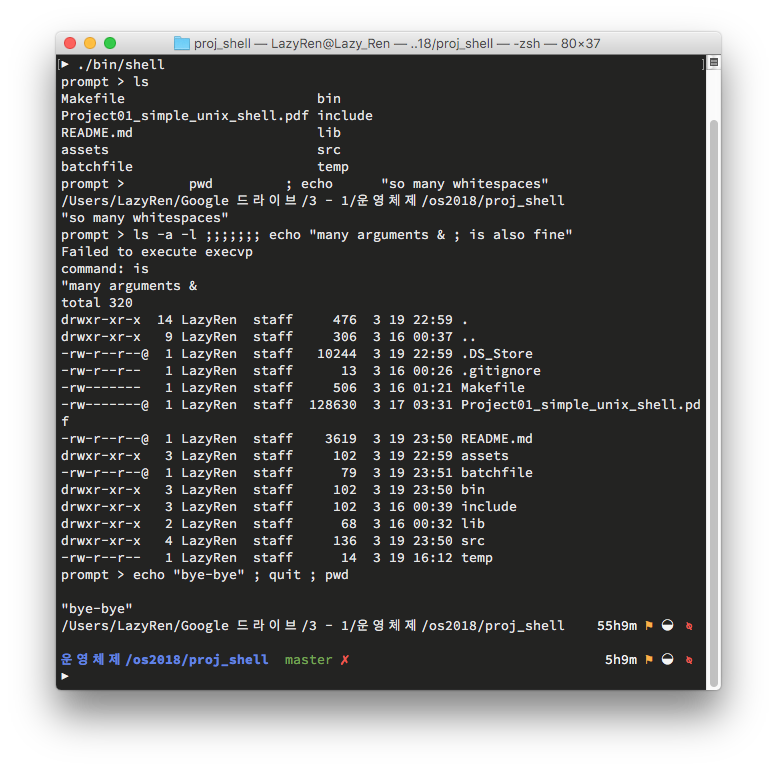 proj_shell — LazyRen@Lazy_Ren — ..18/proj_shell — -zsh — 80×37
[▶ ./bin/shell ]
prompt > ls
Makefile bin
Project01_simple_unix_shell.pdf include
README.md lib
assets src
batchfile temp
prompt > pwd ; echo "so many whitespaces"
/Users/LazyRen/Google 드라이브/3 - 1/운영체제/os2018/proj_shell
"so many whitespaces"
prompt > ls -a -l ;;;;;;; echo "many arguments & ; is also fine"
Failed to execute execvp
command: is
"many arguments &
total 320
drwxr-xr-x 14 LazyRen staff 476 3 19 22:59 .
drwxr-xr-x 9 LazyRen staff 306 3 16 00:37 ..
-rw-r--r--@ 1 LazyRen staff 10244 3 19 22:59 .DS_Store
-rw-r--r-- 1 LazyRen staff 13 3 16 00:26 .gitignore
-rw------- 1 LazyRen staff 506 3 16 01:21 Makefile
-rw-------@ 1 LazyRen staff 128630 3 17 03:31 Project01_simple_unix_shell.pd
f
-rw-r--r--@ 1 LazyRen staff 3619 3 19 23:50 README.md
drwxr-xr-x 3 LazyRen staff 102 3 19 22:59 assets
-rw-r--r--@ 1 LazyRen staff 79 3 19 23:51 batchfile
drwxr-xr-x 3 LazyRen staff 102 3 19 23:50 bin
drwxr-xr-x 3 LazyRen staff 102 3 16 00:39 include
drwxr-xr-x 2 LazyRen staff 68 3 16 00:32 lib
drwxr-xr-x 4 LazyRen staff 136 3 19 23:50 src
-rw-r--r-- 1 LazyRen staff 14 3 19 16:12 temp
prompt > echo "bye-bye" ; quit ; pwd
"bye-bye"
/Users/LazyRen/Google 드라이브/3 - 1/운영체제/os2018/proj_shell 55h9m
운영체제/os2018/proj_shell master ✗ 5h9m
▶